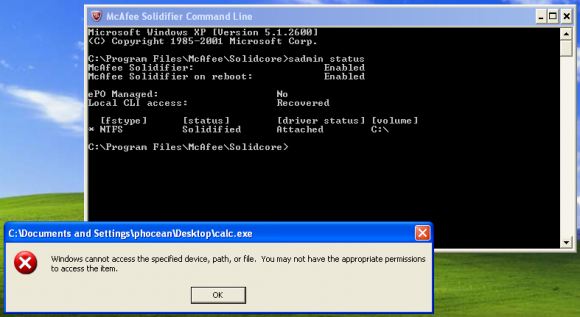 McAfee Solidifier Command Line
Microsoft Windows XP [Version 5.1.2600]
(C) Copyright 1985-2001 Microsoft Corp.
C:\Program Files\McAfee\Solidcore>sadmin status
McAfee Solidifier: Enabled
McAfee Solidifier on reboot: Enabled
ePO Managed: No
Local CLI access: Recovered
[fstype] [status] [driver status] [volume]
* NTFS Solidified Attached C:\
C:\Program Files\McAfee\Solidcore>
C:\Documents and Settings\phocean\Desktop\calc.exe
Windows cannot access the specified device, path, or file. You may not have the appropriate permissions
to access the item.
OK